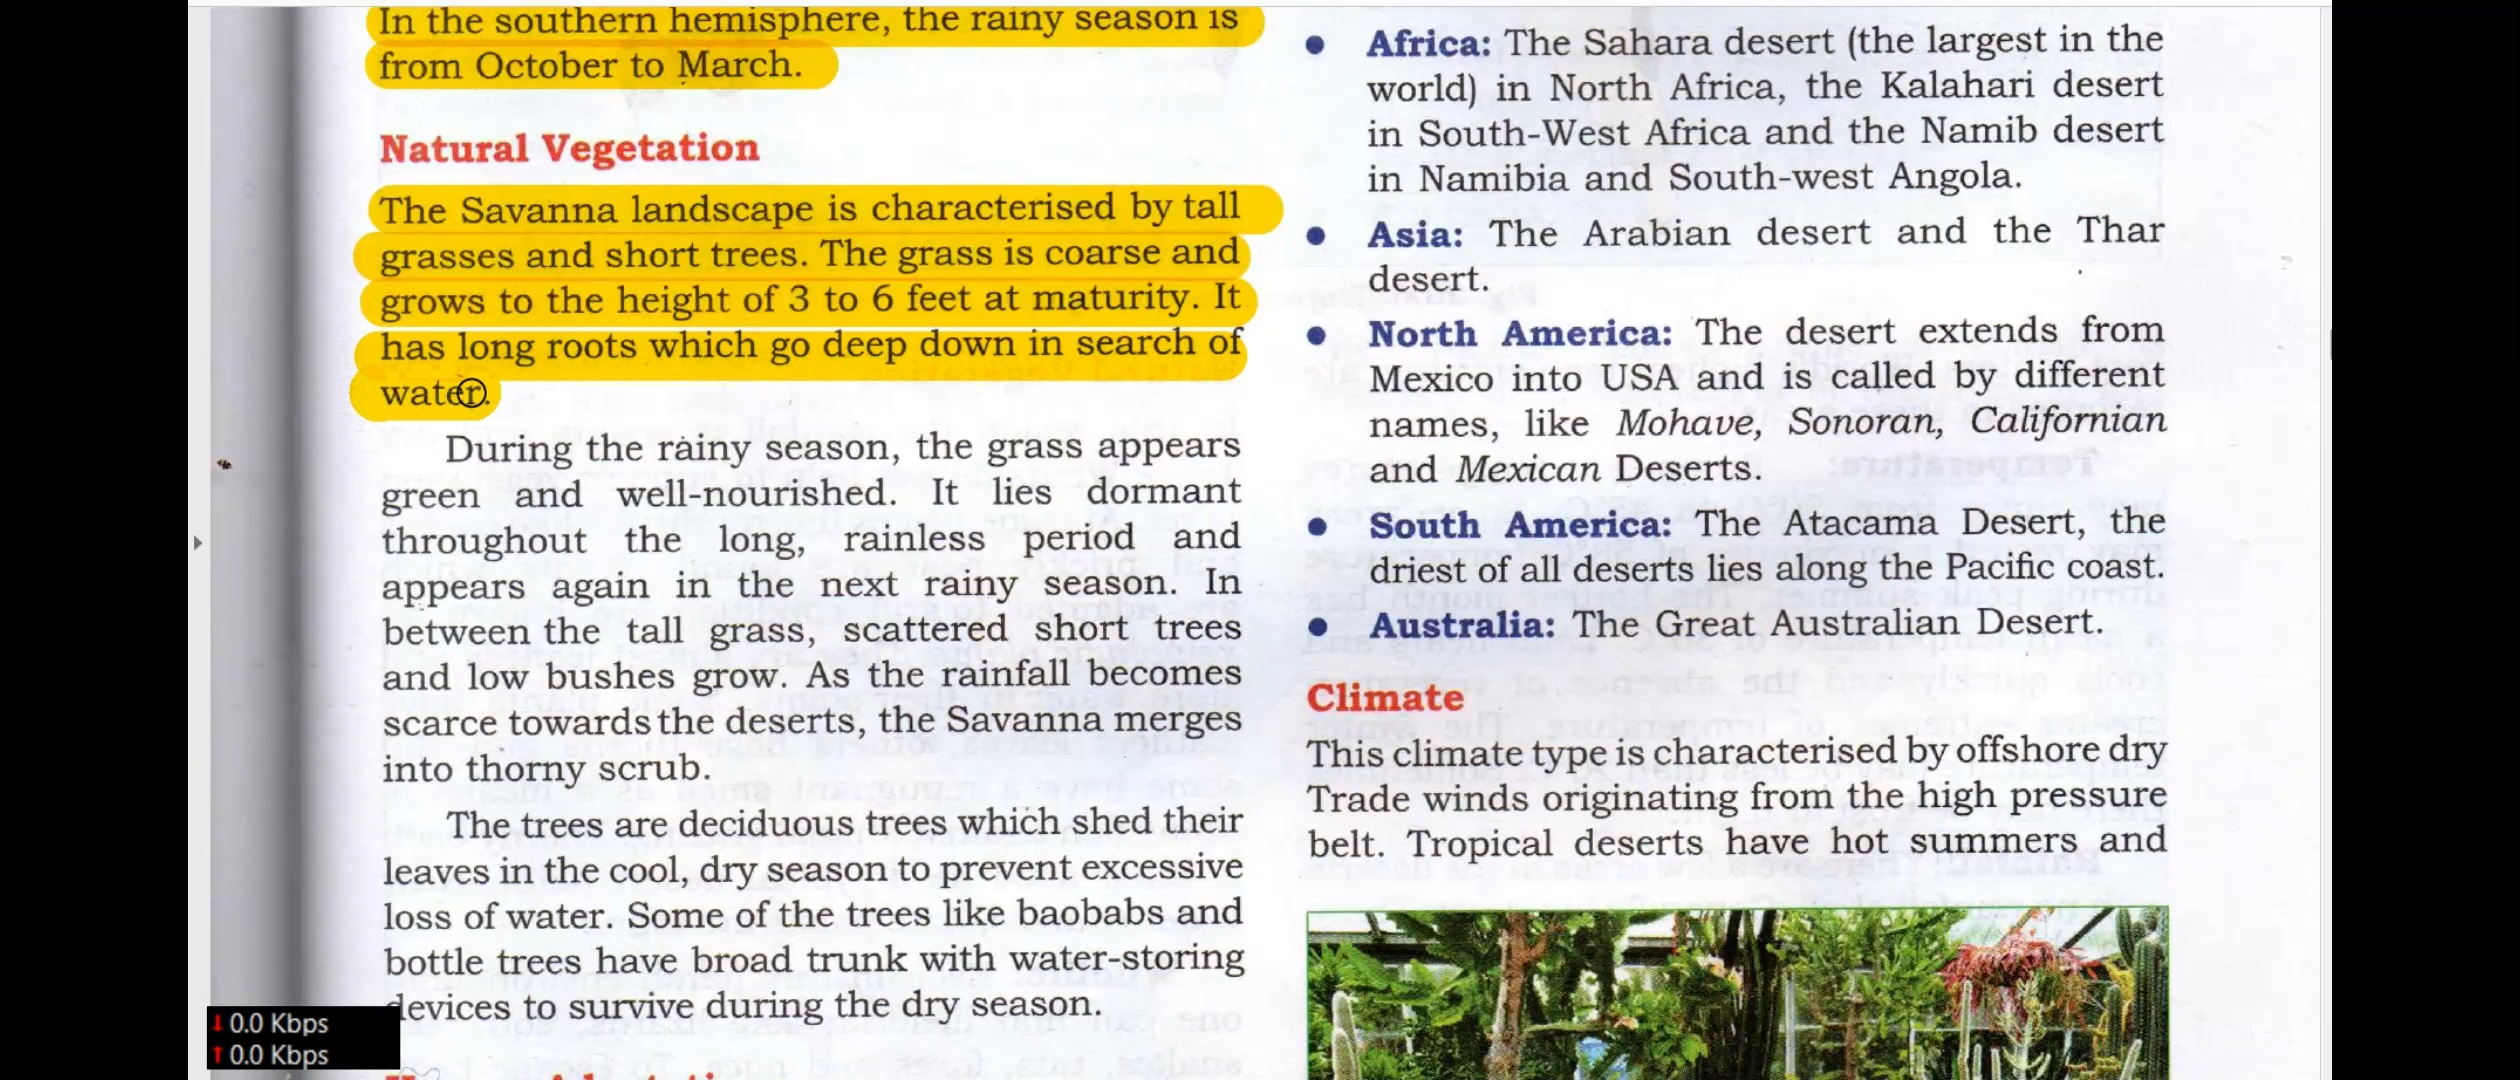 In the southern hemisphere, the rainy season is
from October to March.
Natural Vegetation
The Savanna landscape is characterised by tall
grasses and short trees. The grass is coarse and
grows to the height of 3 to 6 feet at maturity. It
has long roots which go deep down in search of
water.
During the rainy season, the grass appears
green and well-nourished. It lies dormant
throughout the long, rainless period and
appears again in the next rainy season. In
between the tall grass, scattered short trees
and low bushes grow. As the rainfall becomes
scarce towards the deserts, the Savanna merges
into thorny scrub.
The trees are deciduous trees which shed their
leaves in the cool, dry season to prevent excessive
loss of water. Some of the trees like baobabs and
bottle trees have broad trunk with water-storing
devices to survive during the dry season.
• Africa: The Sahara desert (the largest in the
world) in North Africa, the Kalahari desert
in South-West Africa and the Namib desert
in Namibia and South-west Angola.
• Asia: The Arabian desert and the Thar
desert.
• North America: The desert extends from
Mexico into USA and is called by different
names, like Mohave, Sonoran, Californian
and Mexican Deserts.
• South America: The Atacama Desert, the
driest of all deserts lies along the Pacific coast.
• Australia: The Great Australian Desert.
Climate
This climate type is characterised by offshore dry
Trade winds originating from the high pressure
belt. Tropical deserts have hot summers and
↓ 0.0 Kbps
↑ 0.0 Kbps